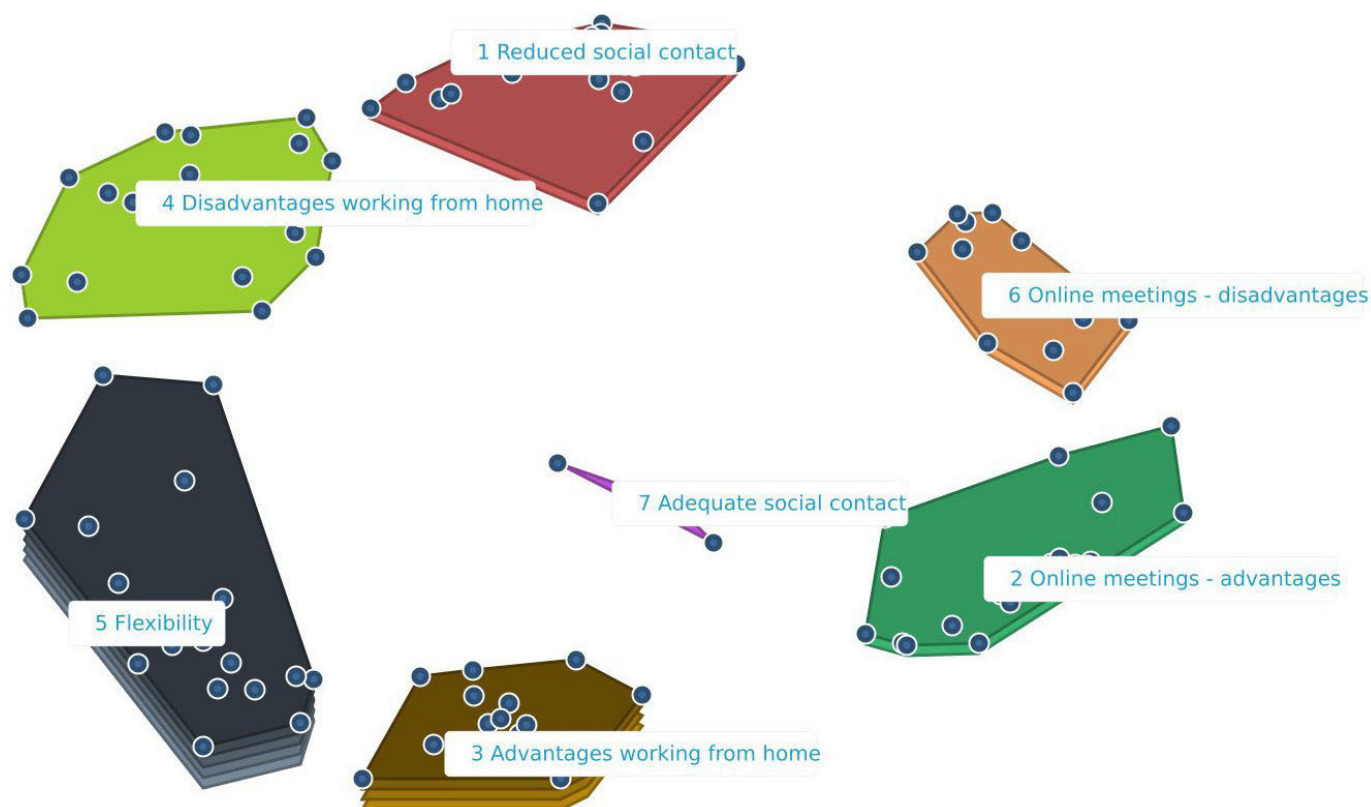 1 Reduced social contact
4 Disadvantages working from home
6 Online meetings - disadvantages
7 Adequate social contact
2 Online meetings - advantages
5 Flexibility
3 Advantages working from home